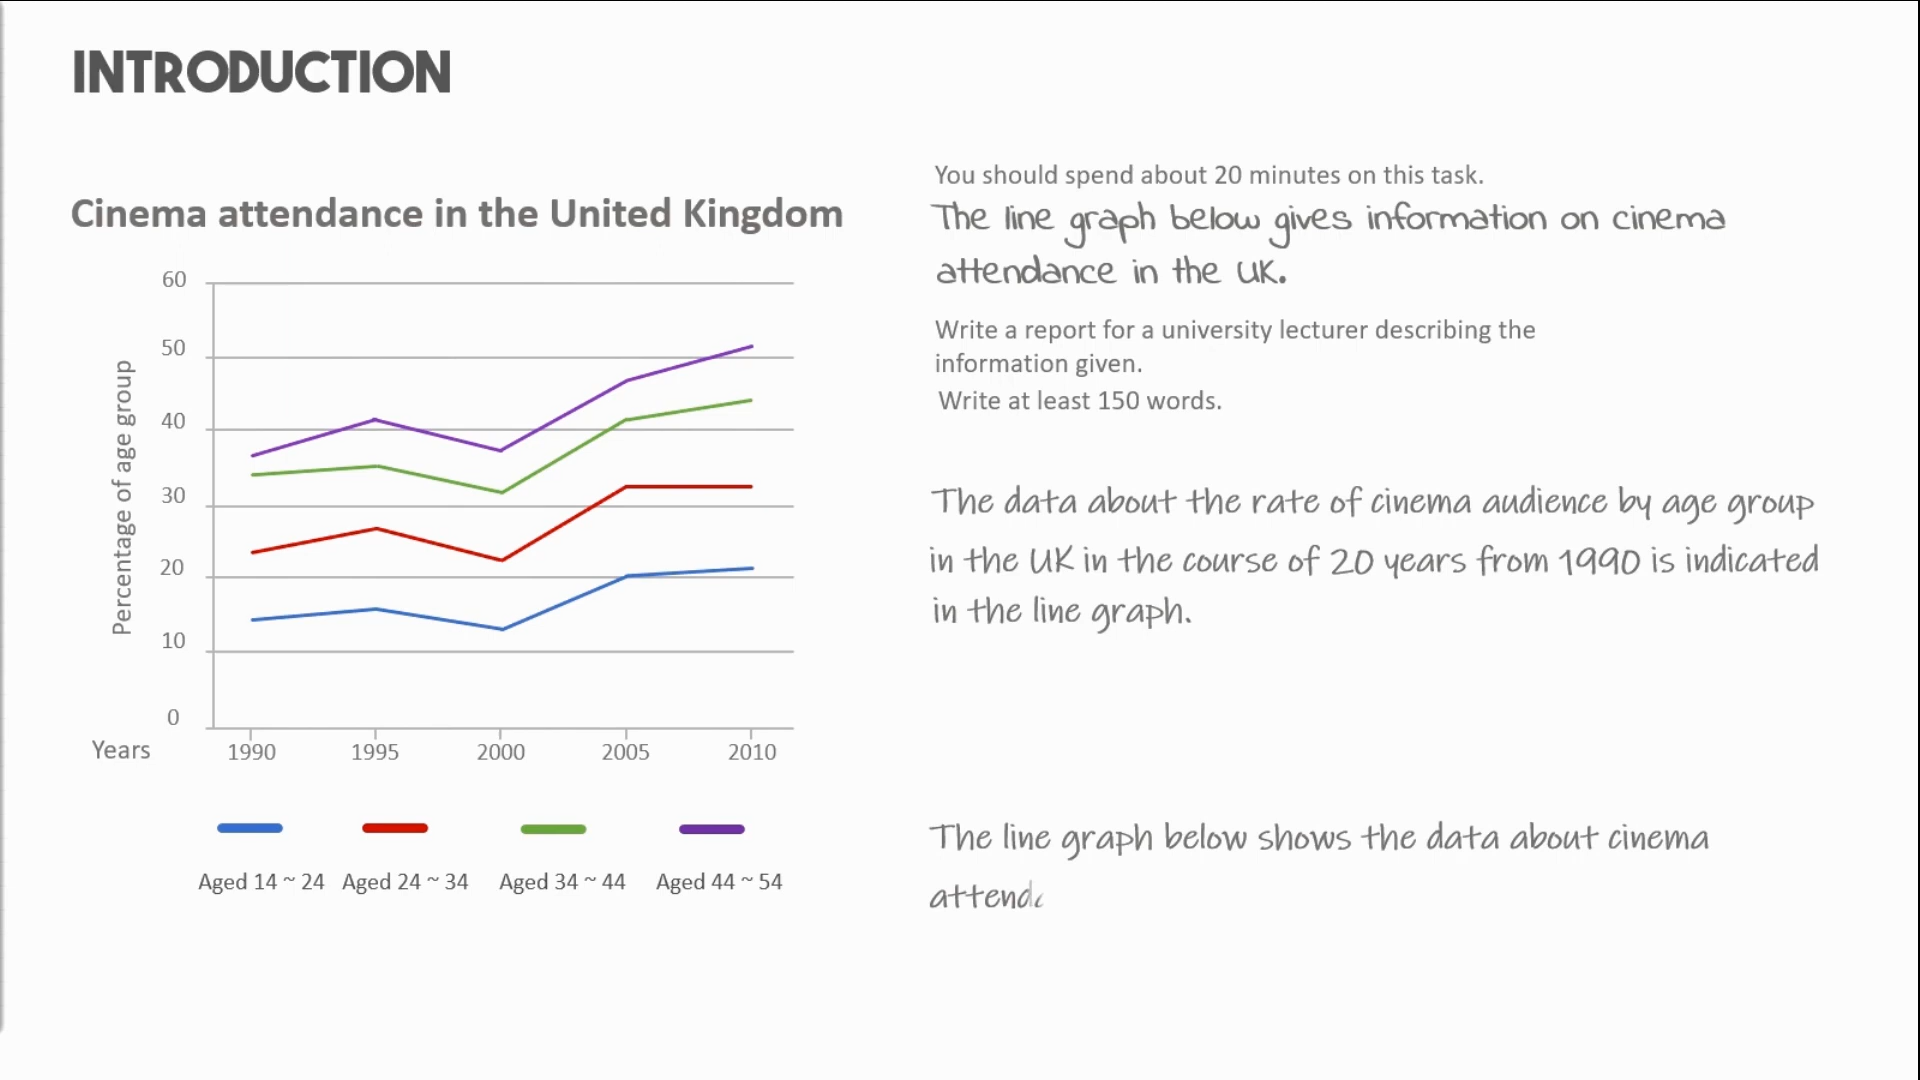 INTRODUCTION
Cinema attendance in the United Kingdom
60
50
40
30
20
10
0
Percentage of age group
Years
1990 1995 2000 2005 2010
Aged 14 ~ 24 Aged 24 ~ 34 Aged 34 ~ 44 Aged 44 ~ 54
You should spend about 20 minutes on this task.
The line graph below gives information on cinema
attendance in the UK.
Write a report for a university lecturer describing the
information given.
Write at least 150 words.
The data about the rate of cinema audience by age group
in the UK in the course of 20 years from 1990 is indicated
in the line graph.
The line graph below shows the data about cinema